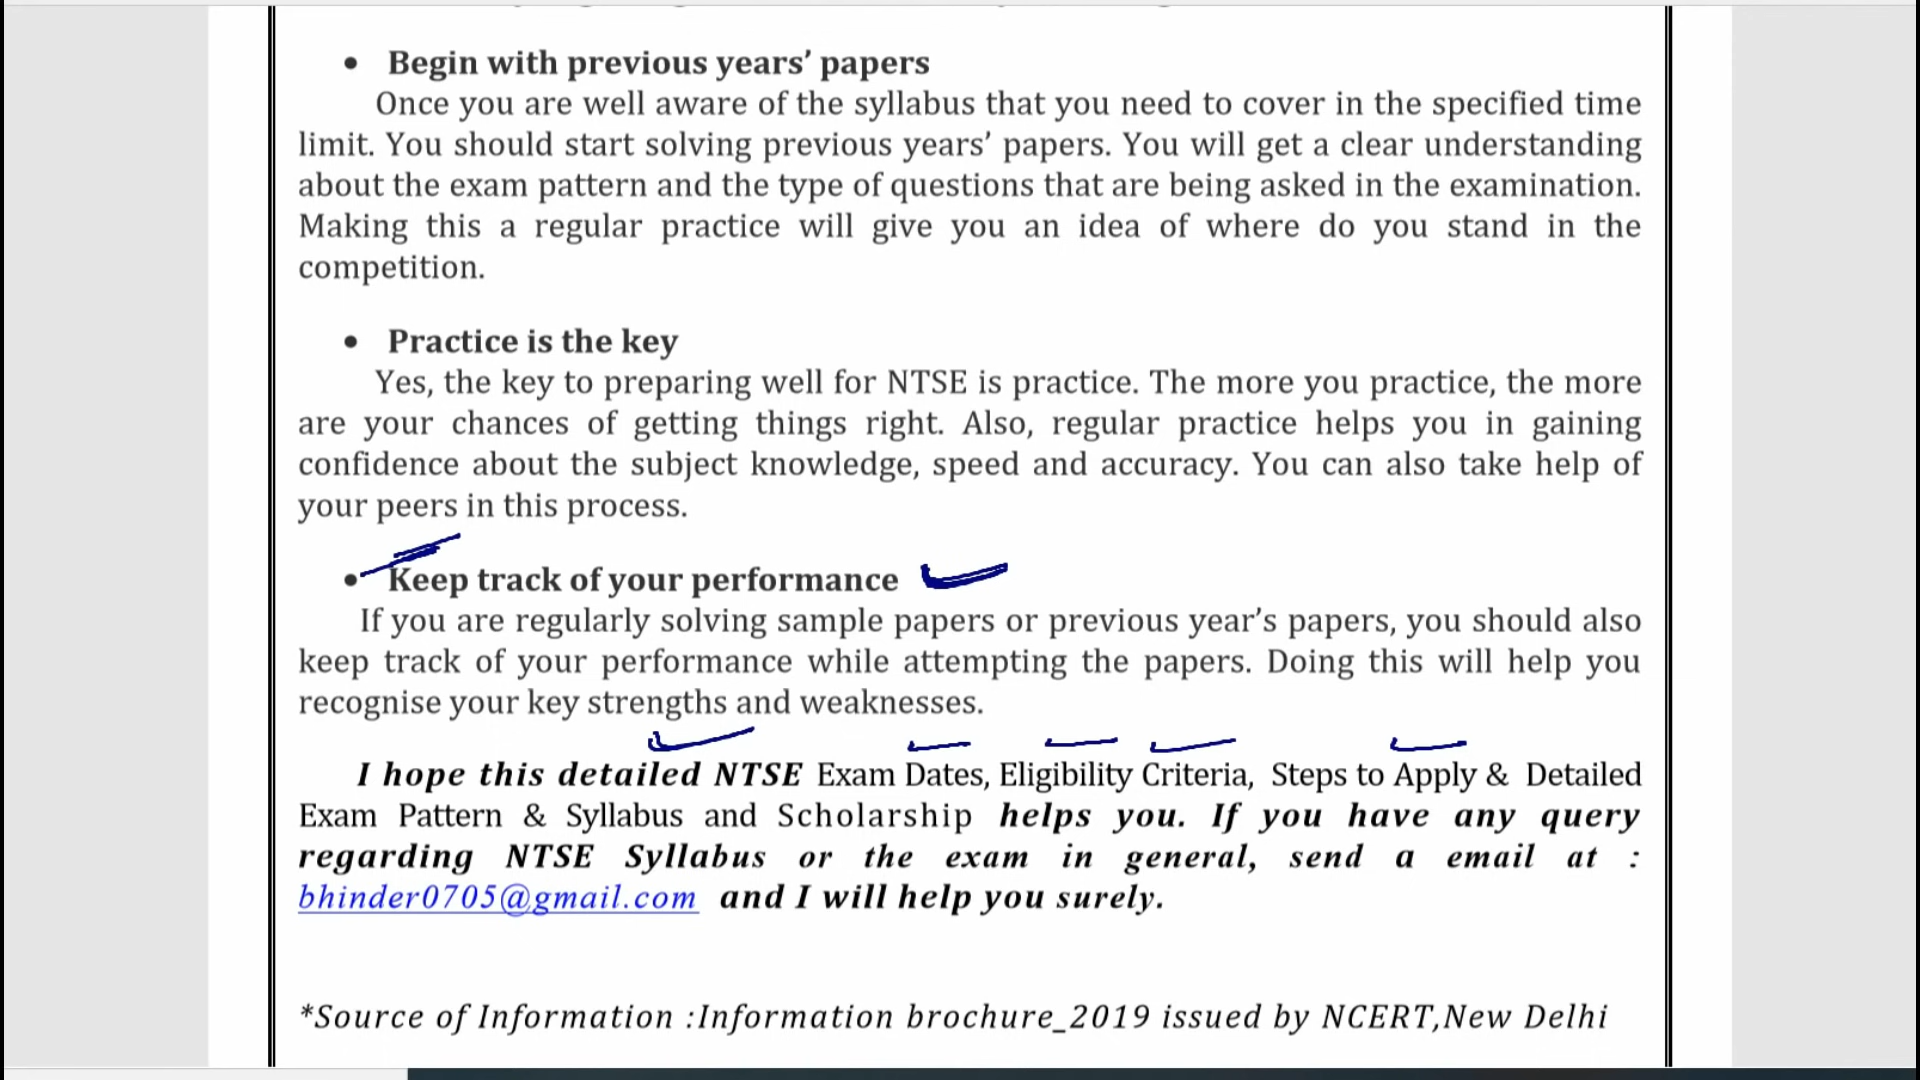 • Begin with previous years’ papers
Once you are well aware of the syllabus that you need to cover in the specified time
limit. You should start solving previous years’ papers. You will get a clear understanding
about the exam pattern and the type of questions that are being asked in the examination.
Making this a regular practice will give you an idea of where do you stand in the
competition.
• Practice is the key
Yes, the key to preparing well for NTSE is practice. The more you practice, the more
are your chances of getting things right. Also, regular practice helps you in gaining
confidence about the subject knowledge, speed and accuracy. You can also take help of
your peers in this process.
• Keep track of your performance
If you are regularly solving sample papers or previous year’s papers, you should also
keep track of your performance while attempting the papers. Doing this will help you
recognise your key strengths and weaknesses.
I hope this detailed NTSE Exam Dates, Eligibility Criteria, Steps to Apply & Detailed
Exam Pattern & Syllabus and Scholarship helps you. If you have any query
regarding NTSE Syllabus or the exam in general, send a email at :
bhinder0705@gmail.com and I will help you surely.
*Source of Information :Information brochure_2019 issued by NCERT,New Delhi